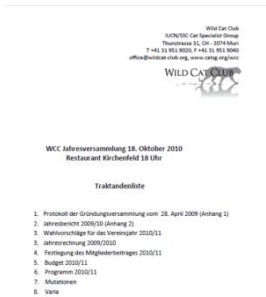 Wild Cat Club
IUCN/SSC Cat Specialist Group
Thunstrasse 31, CH - 3074 Muri
T +41 31 951 9020, F +41 31 951 9040
office@wildcat-club.org, www.catsg.org/wcc
WILD CAT CLUB
WCC Jahresversammlung 18. Oktober 2010
Restaurant Kirchenfeld 18 Uhr
Traktandenliste
1. Protokoll der Gründungsversammlung vom 28. April 2009 (Anhang 1)
2. Jahresbericht 2009/10 (Anhang 2)
3. Wahlvorschläge für das Vereinsjahr 2010/11
3. Jahresrechnung 2009/2010
4. Festlegung des Mitgliederbeitrages 2010/11
5. Budget 2010/11
6. Programm 2010/11
7. Mutationen
8. Varia